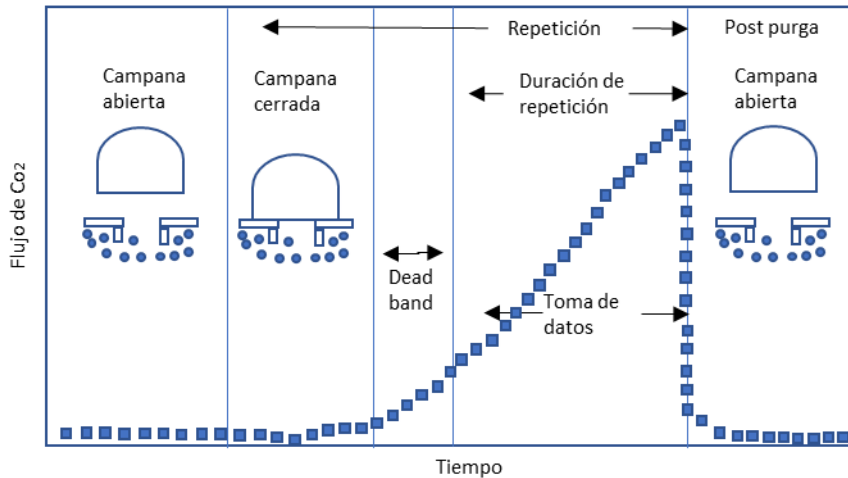 Repetición
Post purga
Campana
abierta
Campana
cerrada
Duración de
repetición
Campana
abierta
Flujo de Co2
Dead
band
Toma de
datos
Tiempo